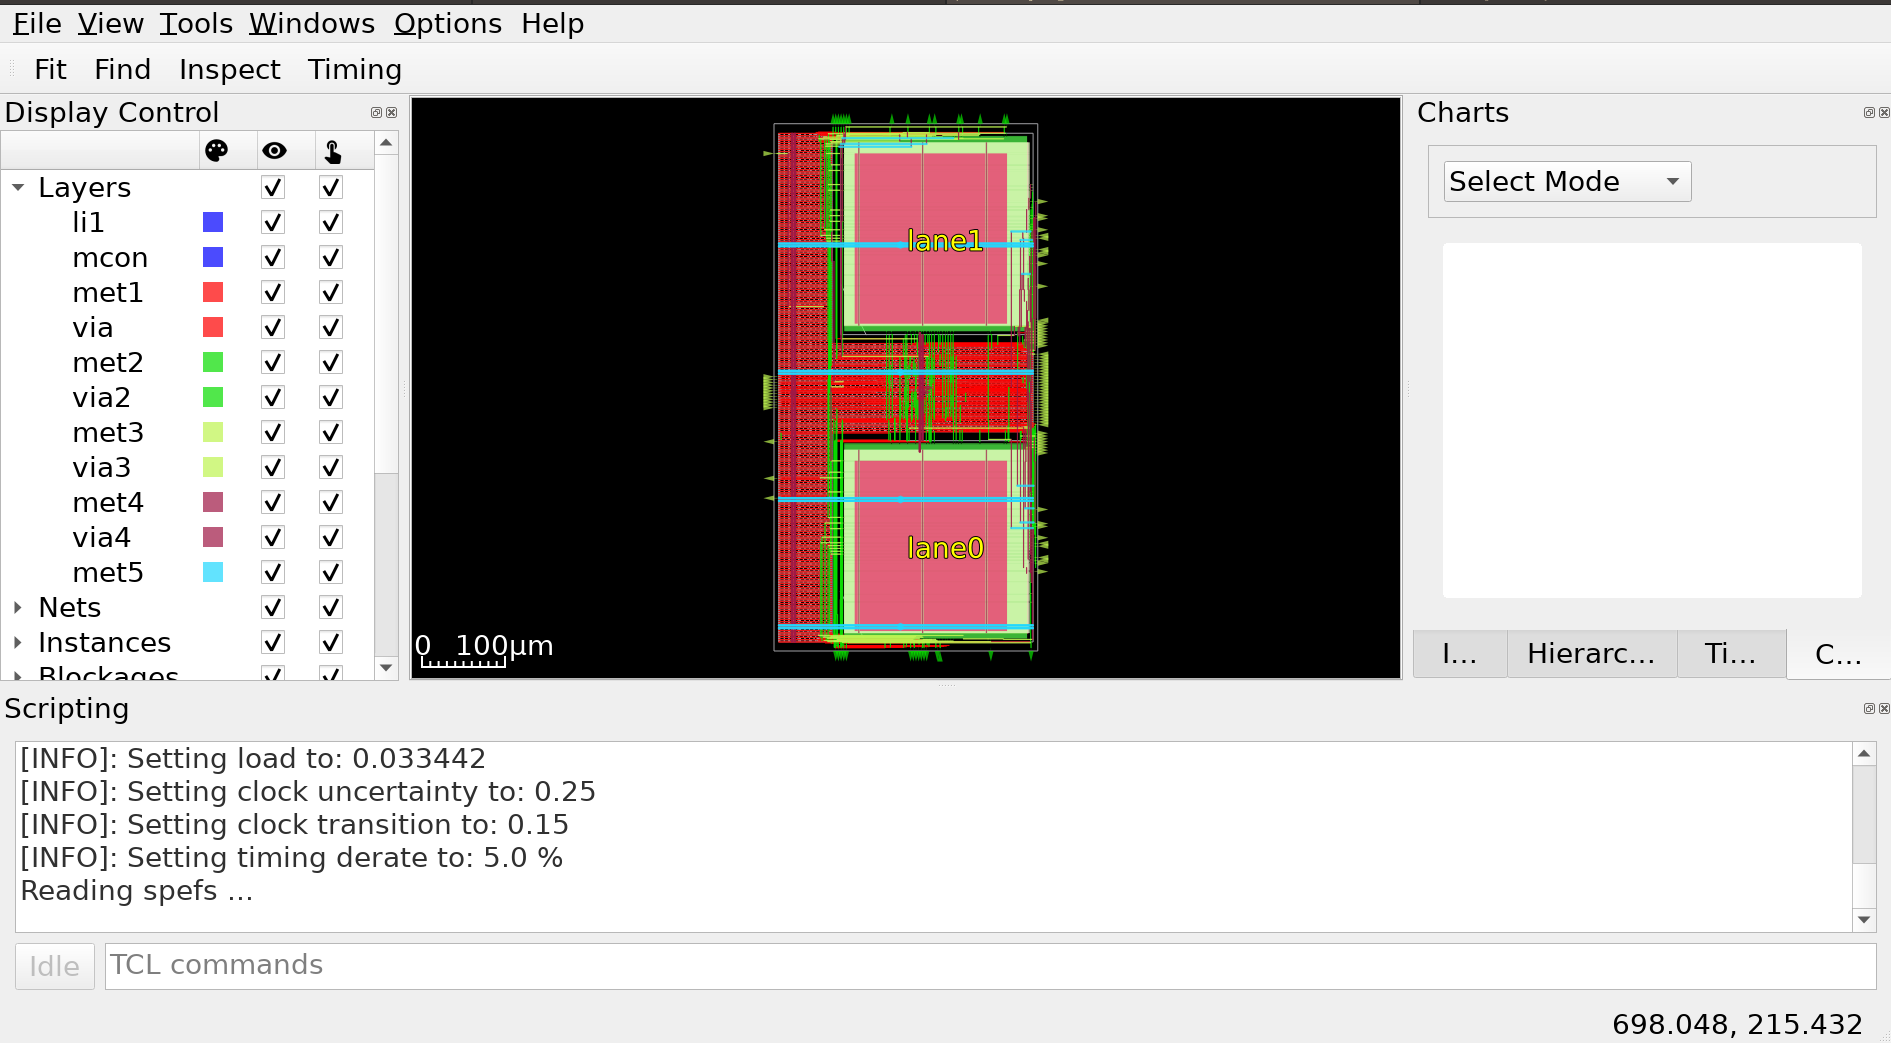 File View Tools Windows Options Help
Fit Find Inspect Timing
Display Control
Layers
li1
mcon
met1
via
met2
via2
met3
via3
met4
via4
met5
Nets
Instances
Blockages
lane1
lane0
0 100µm
Charts
Select Mode
I... Hierarc... Ti... C...
Scripting
[INFO]: Setting load to: 0.033442
[INFO]: Setting clock uncertainty to: 0.25
[INFO]: Setting clock transition to: 0.15
[INFO]: Setting timing derate to: 5.0 %
Reading spefs ...
Idle TCL commands
698.048, 215.432